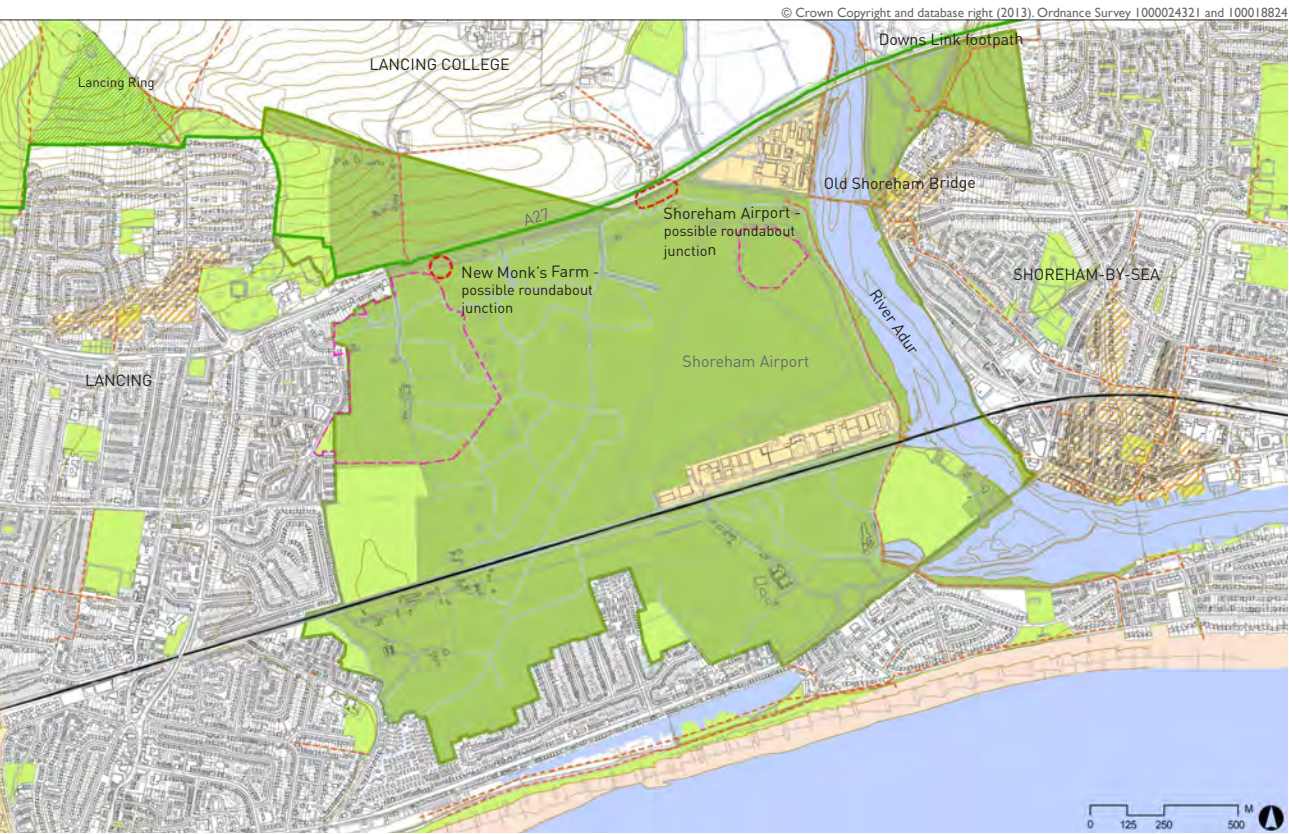 © Crown Copyright and database right (2013). Ordnance Survey 1000024321 and 100018824
Downs Link footpath
LANCING COLLEGE
Lancing Ring
Old Shoreham Bridge
A27
Shoreham Airport -
possible roundabout
junction
New Monk's Farm -
possible roundabout
junction
SHOREHAM-BY-SEA
River Adur
Shoreham Airport
LANCING
M
0 125 250 500